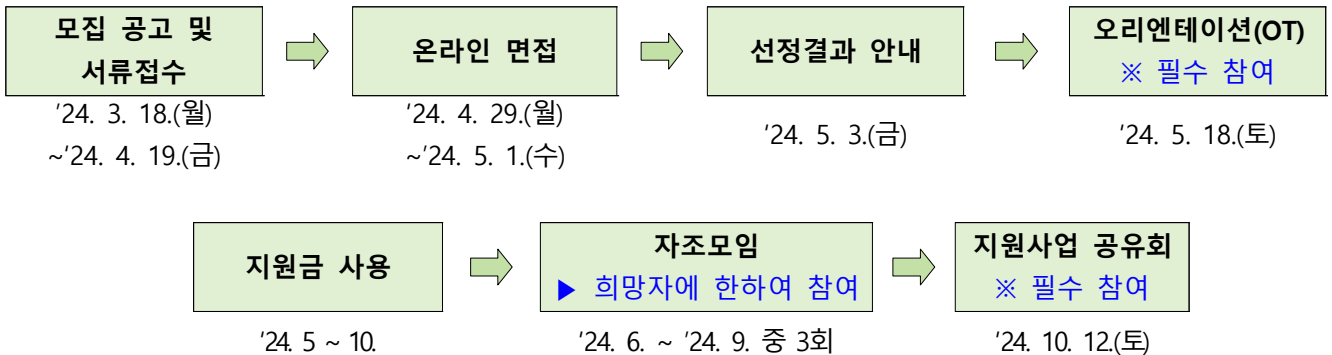 모집 공고 및
서류접수
'24. 3. 18.(월)
~'24. 4. 19.(금)
온라인 면접
'24. 4. 29.(월)
~'24. 5. 1.(수)
선정결과 안내
'24. 5. 3.(금)
오리엔테이션(OT)
※ 필수 참여
'24. 5. 18.(토)
지원금 사용
'24. 5 ~ 10.
자조모임
▶ 희망자에 한하여 참여
'24. 6. ~ '24. 9. 중 3회
지원사업 공유회
※ 필수 참여
'24. 10. 12.(토)